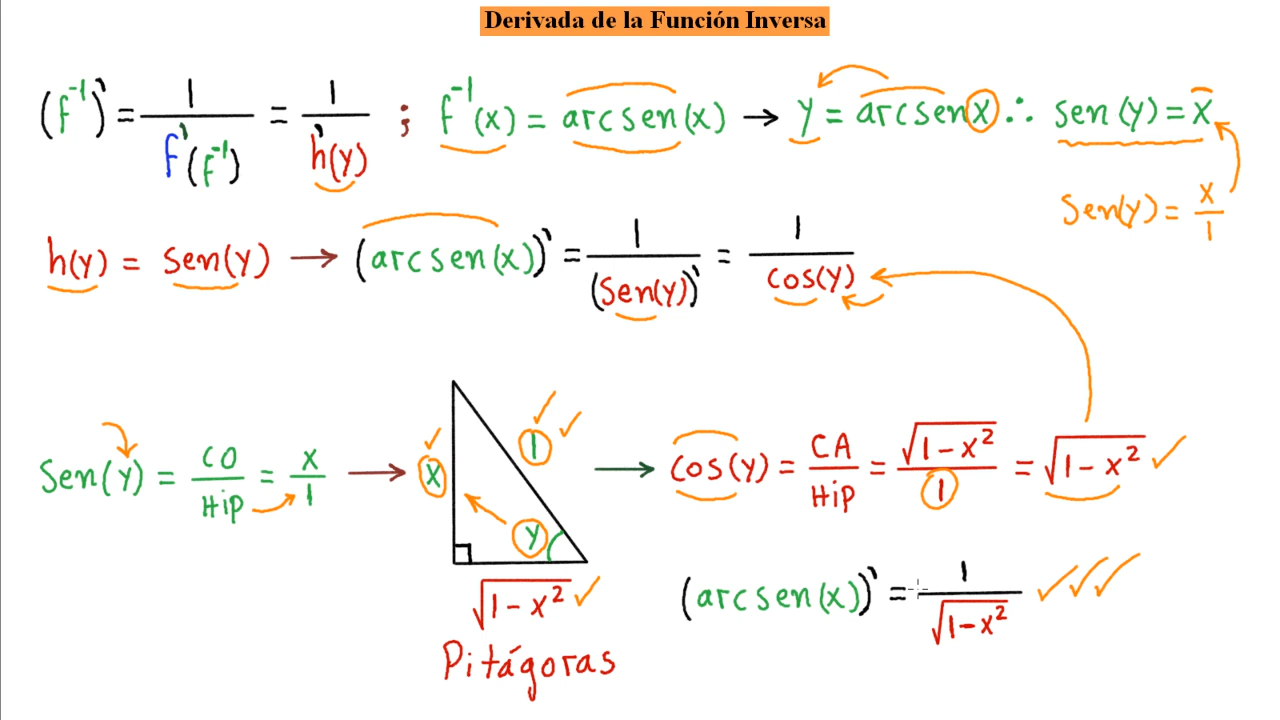 Derivada de la Función Inversa
(f⁻¹)' = 1/f'(f⁻¹) = 1/h'(y) ; f⁻¹(x) = arcsen(x) → y = arcsenx ∴ sen(y) = x
Sen(y) = x/1
h(y) = sen(y) → (arcsen(x))' = 1/(Sen(y))' = 1/cos(y)
Sen(y) = CO/Hip = x/1 → x 1 y √(1-x²) → cos(y) = CA/Hip = √(1-x²)/1 = √(1-x²)
(arcsen(x))' = 1/√(1-x²)
Pitágoras